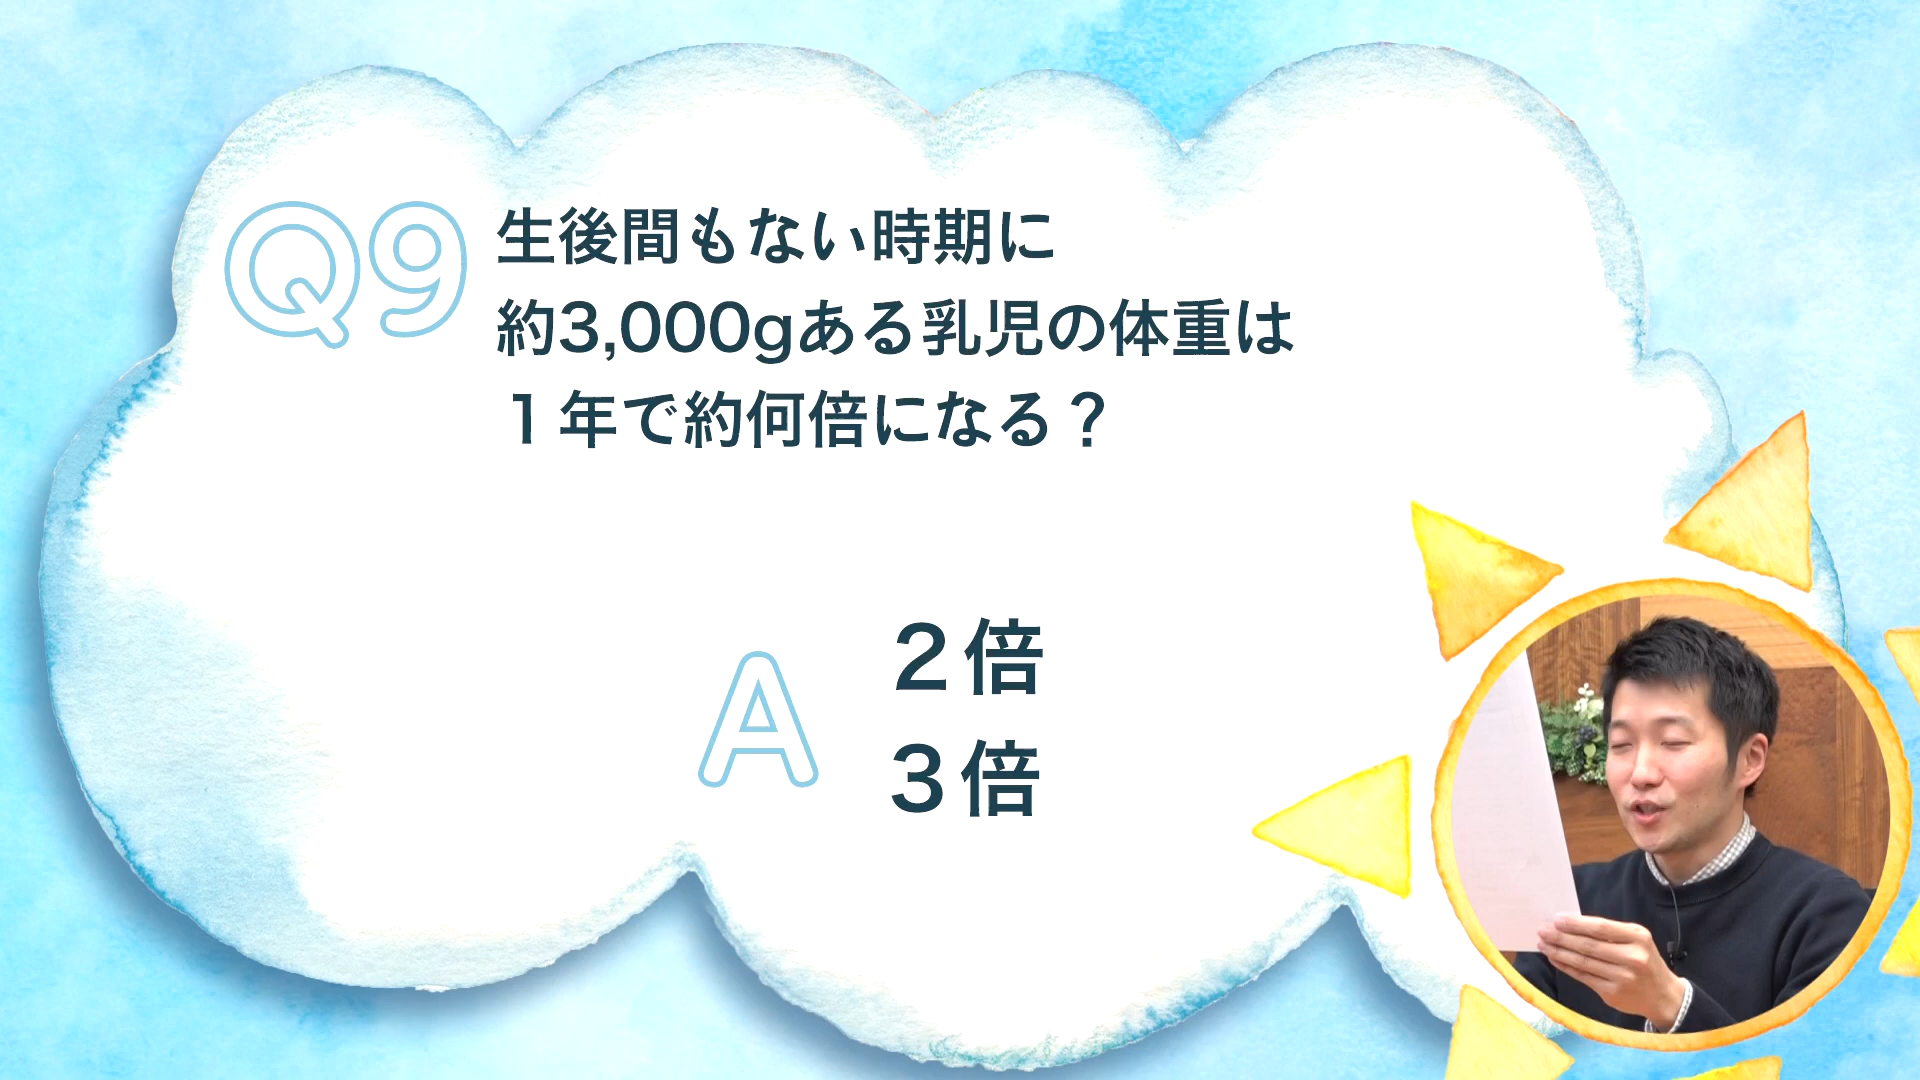 Q9
生後間もない時期に
約3,000gある乳児の体重は
１年で約何倍になる？
A
２倍
３倍